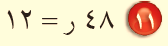 ١١ ٤٨ ر = ١٢